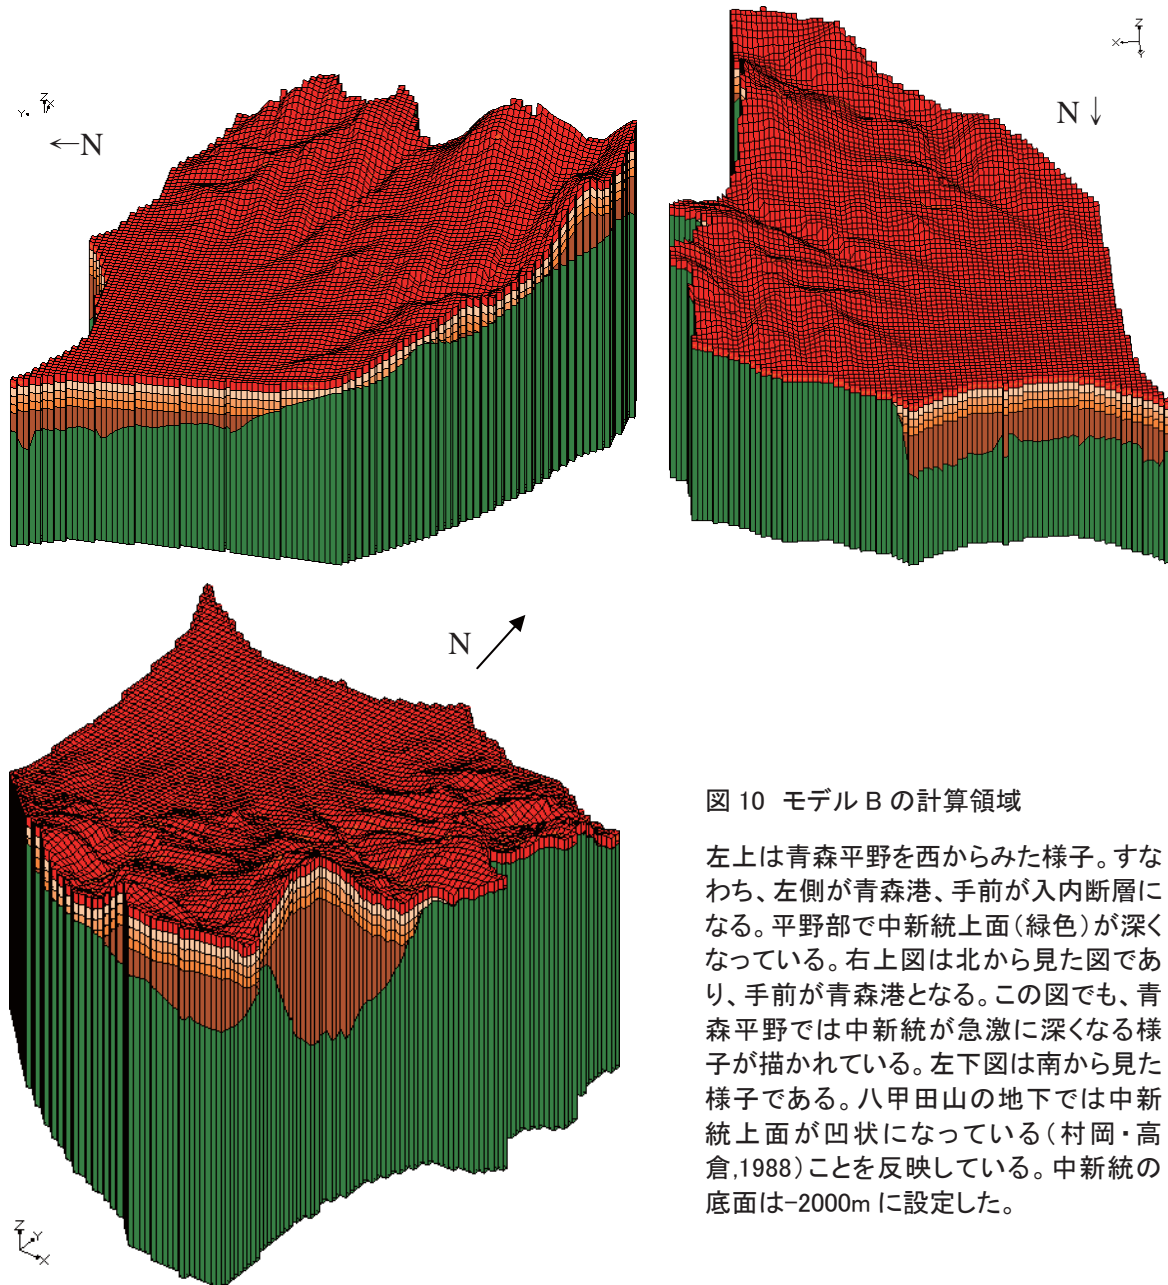 Z
X
Y
←N
Z
X
Y
N↓
N
Z
Y
X
図 10 モデル B の計算領域
左上は青森平野を西からみた様子。すな
わち、左側が青森港、手前が入内断層に
なる。平野部で中新統上面(緑色)が深く
なっている。右上図は北から見た図であ
り、手前が青森港となる。この図でも、青
森平野では中新統が急激に深くなる様
子が描かれている。左下図は南から見た
様子である。八甲田山の地下では中新
統上面が凹状になっている(村岡・高
倉,1988)ことを反映している。中新統の
底面は-2000m に設定した。